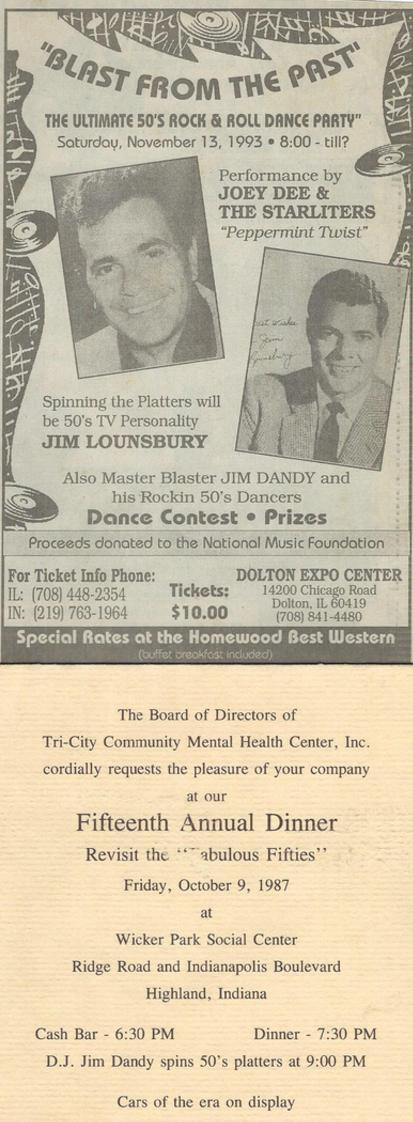 "BLAST FROM THE PAST"
THE ULTIMATE 50'S ROCK & ROLL DANCE PARTY"
Saturday, November 13, 1993 • 8:00 - till?
Performance by
JOEY DEE &
THE STARLITERS
"Peppermint Twist"
Best Wishes
Jim
Lounsbury
Spinning the Platters will
be 50's TV Personality
JIM LOUNSBURY
Also Master Blaster JIM DANDY and
his Rockin 50's Dancers
Dance Contest • Prizes
Proceeds donated to the National Music Foundation
For Ticket Info Phone:
IL: (708) 448-2354
IN: (219) 763-1964
Tickets:
$10.00
DOLTON EXPO CENTER
14200 Chicago Road
Dolton, IL 60419
(708) 841-4480
Special Rates at the Homewood Best Western
(buffet breakfast included)
The Board of Directors of
Tri-City Community Mental Health Center, Inc.
cordially requests the pleasure of your company
at our
Fifteenth Annual Dinner
Revisit the "Fabulous Fifties"
Friday, October 9, 1987
at
Wicker Park Social Center
Ridge Road and Indianapolis Boulevard
Highland, Indiana
Cash Bar - 6:30 PM Dinner - 7:30 PM
D.J. Jim Dandy spins 50's platters at 9:00 PM
Cars of the era on display